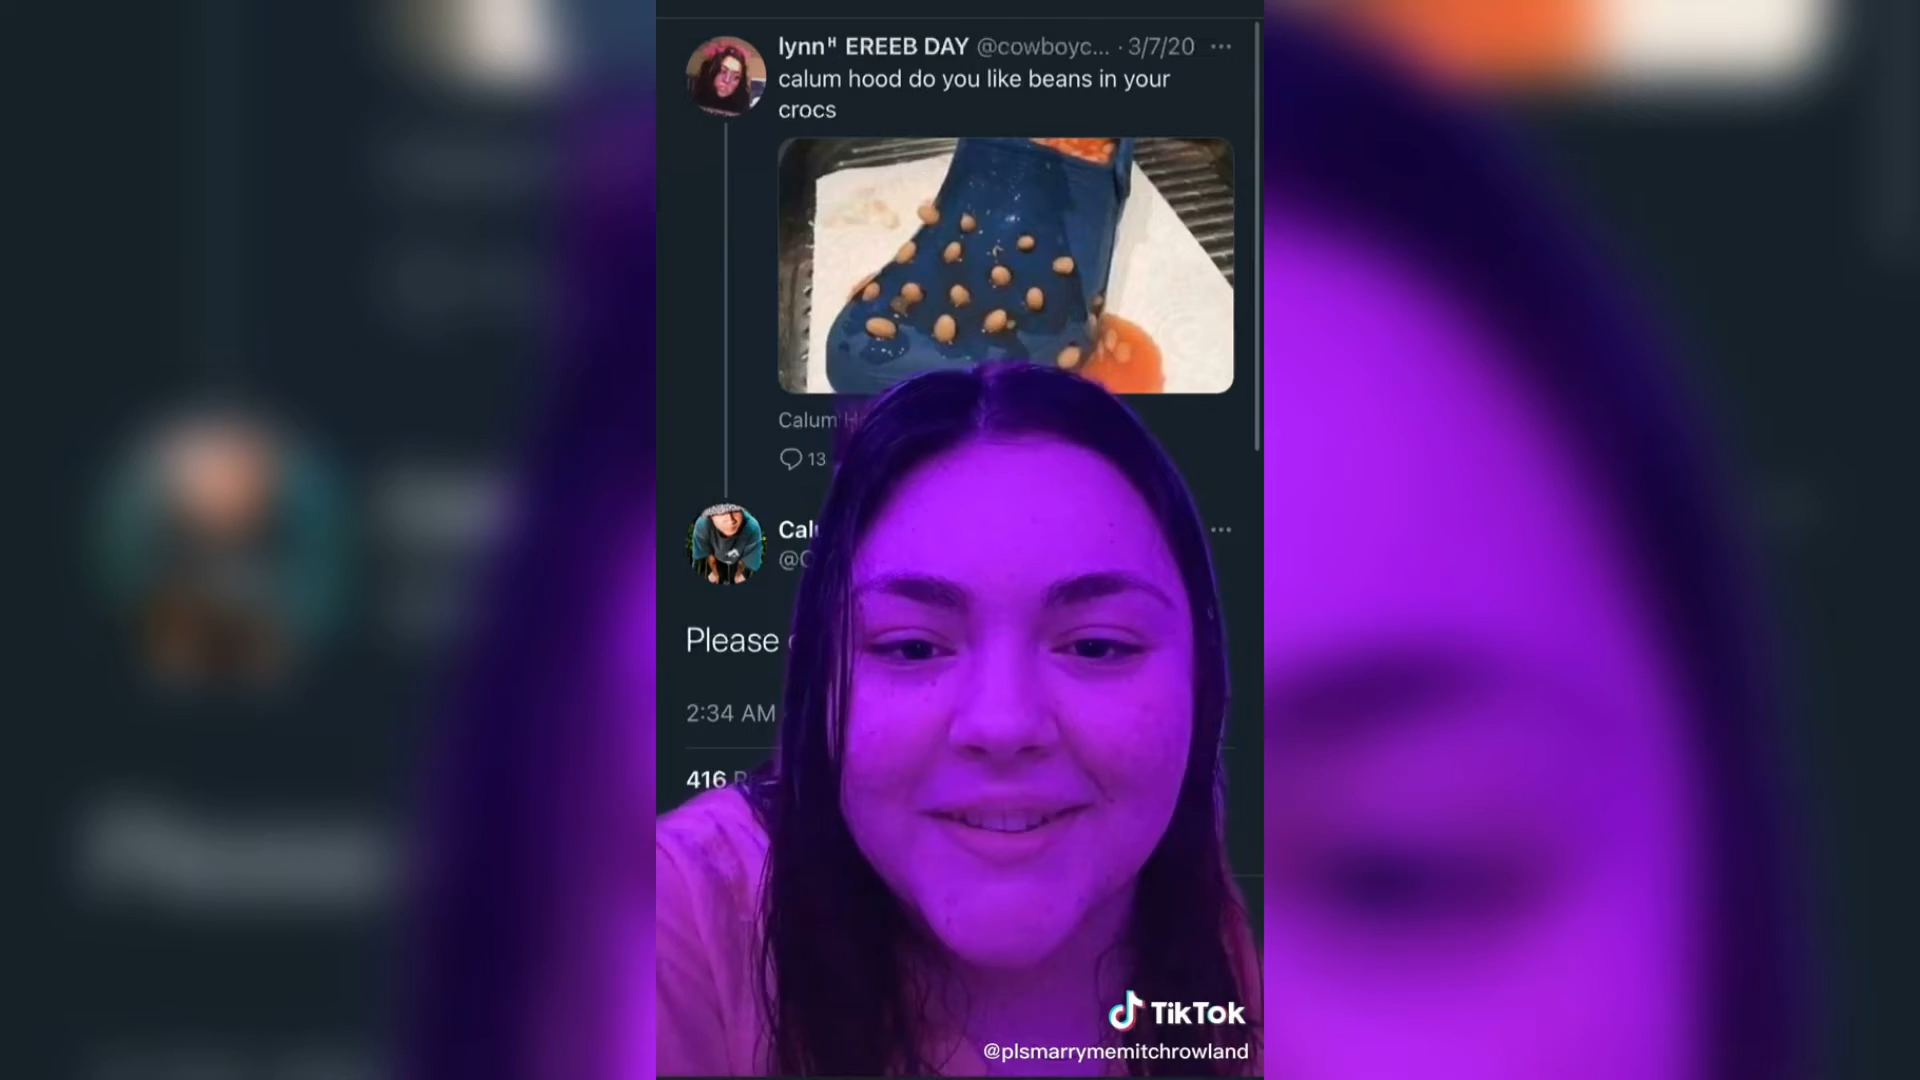 lynnᴴ EREEB DAY @cowboyc... · 3/7/20
calum hood do you like beans in your
crocs
Calum
13
Cal
@C
Please
2:34 AM
416
TikTok
@plsmarrymemitchrowland